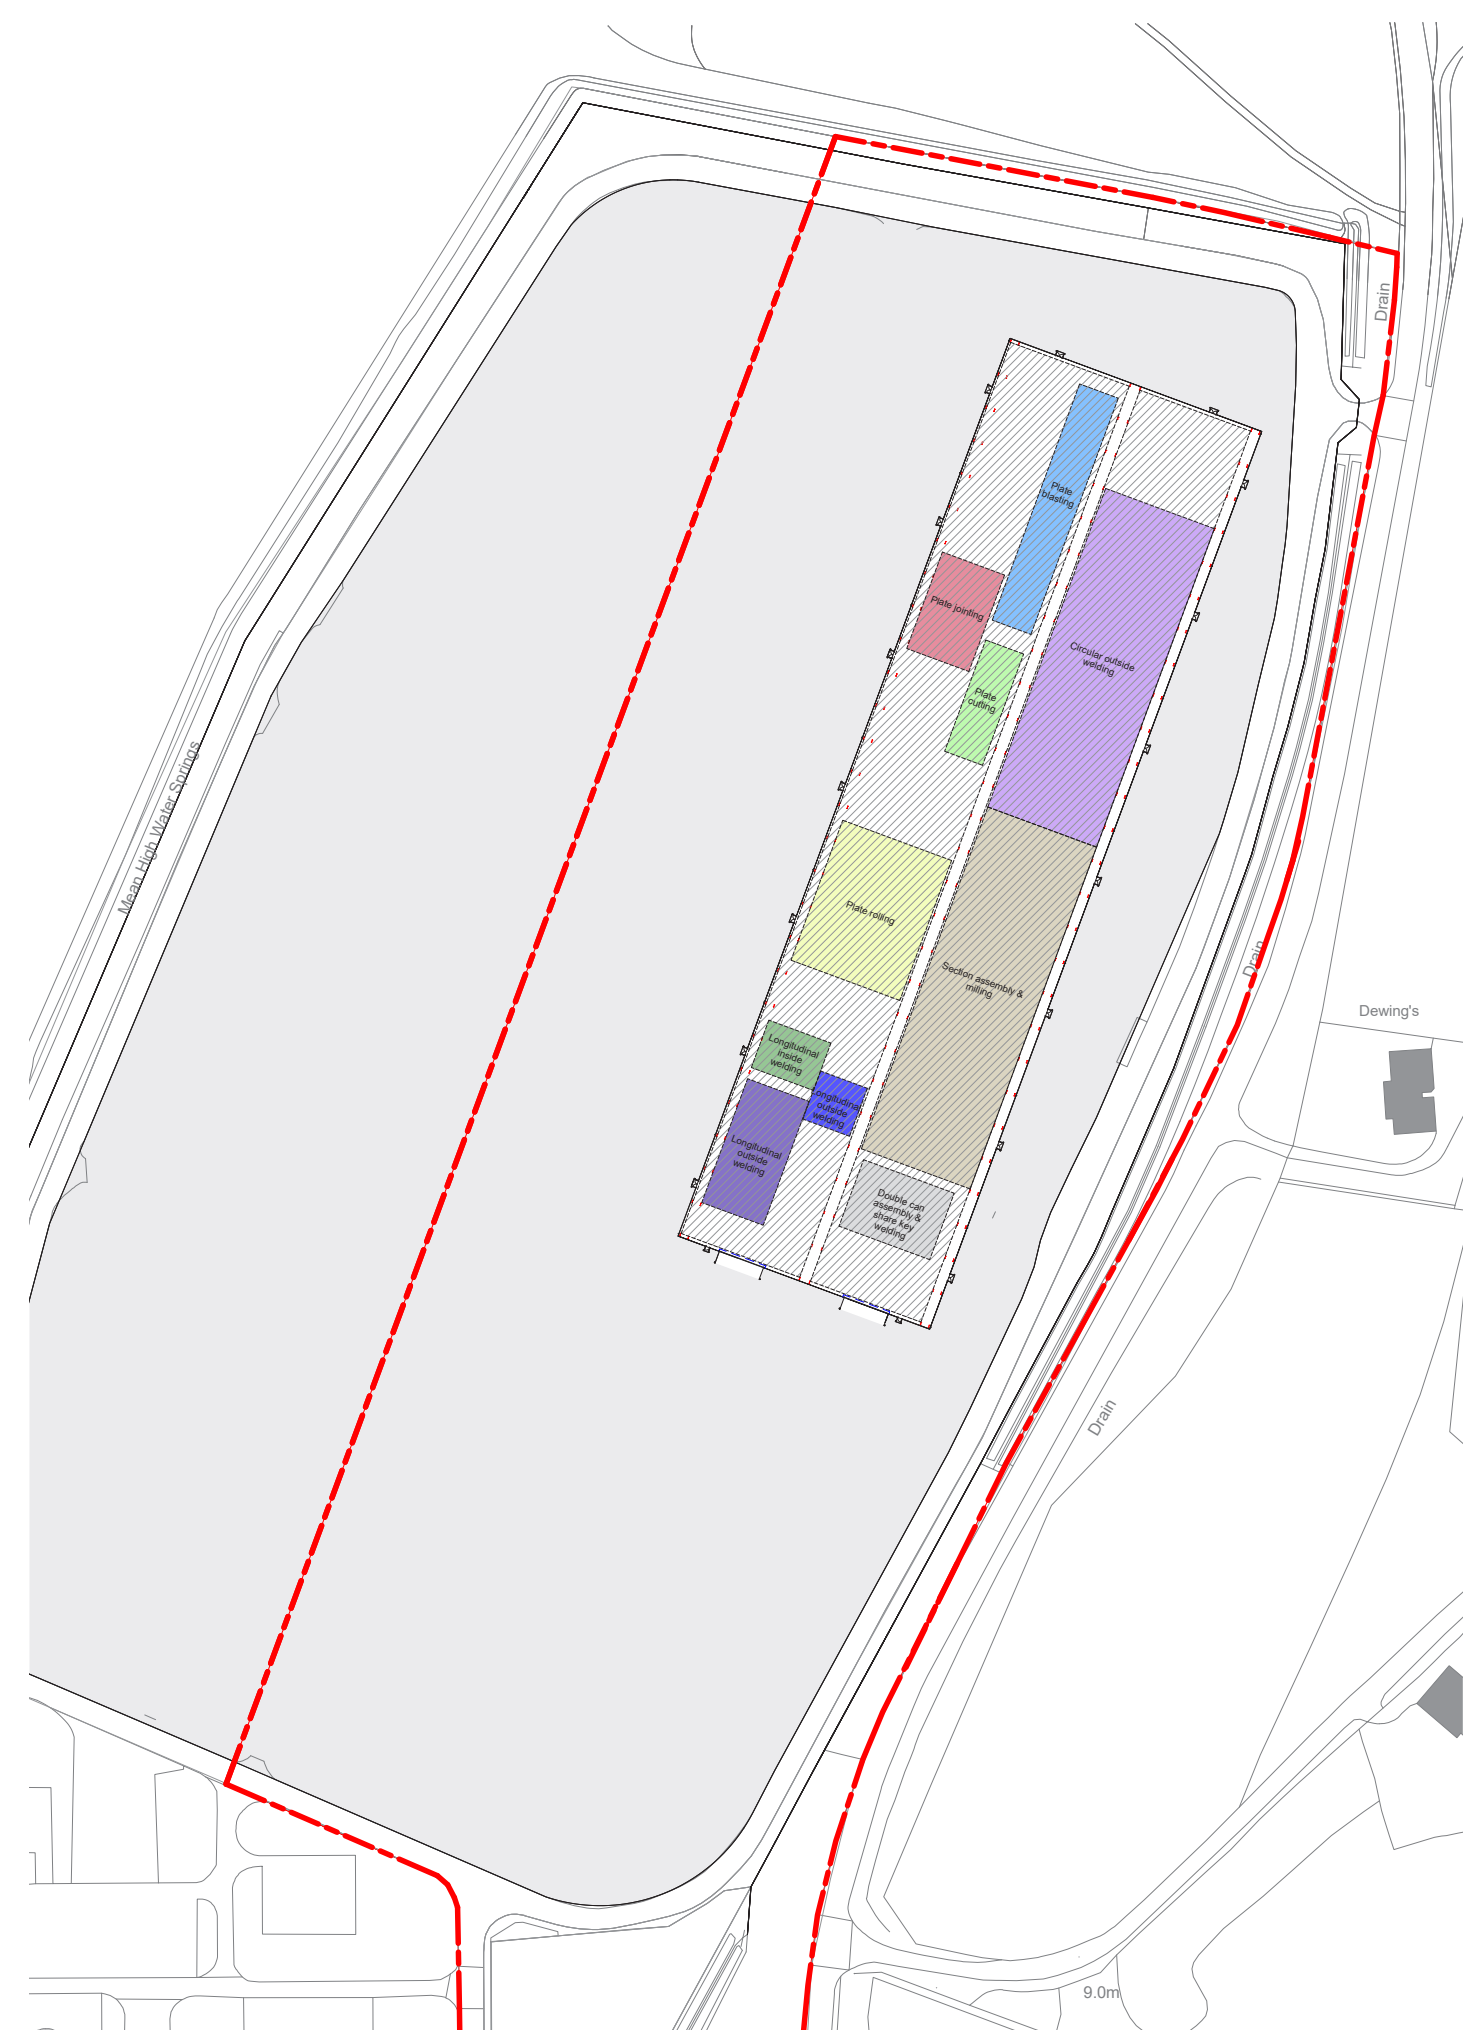 Drain
Plate
blasting
Plate jointing
Circular outside
welding
Plate
cutting
Mean High Water Springs
Plate rolling
Drain
Section assembly &
milling
Dewing's
Longitudinal
inside
welding
Longitudinal
outside
welding
Longitudinal
outside
welding
Double can
assembly &
share key
welding
Drain
9.0m